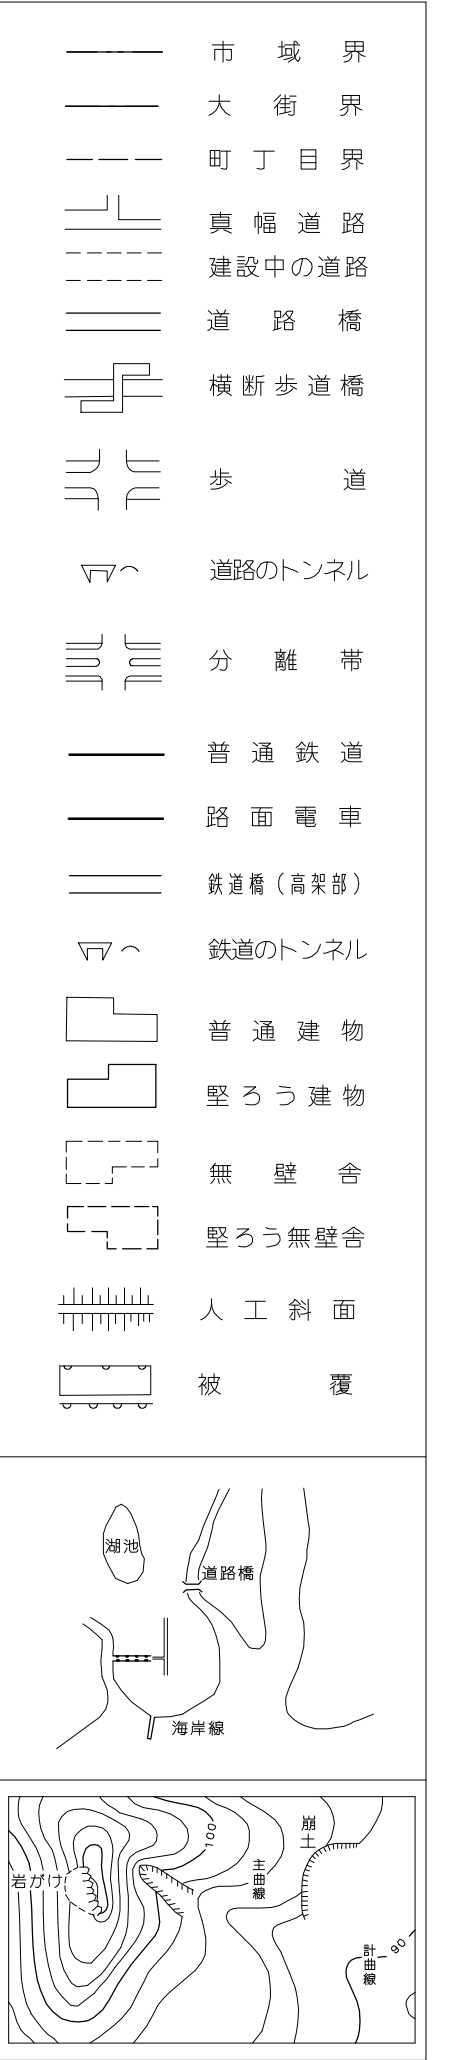 市域界
大街界
町丁目界
真幅道路
建設中の道路
道路橋
横断歩道橋
歩道
道路のトンネル
分離帯
普通鉄道
路面電車
鉄道橋（高架部）
鉄道のトンネル
普通建物
堅ろう建物
無壁舎
堅ろう無壁舎
人工斜面
被覆
湖池
道路橋
海岸線
100
崩土
岩がけ
主曲線
90
計曲線